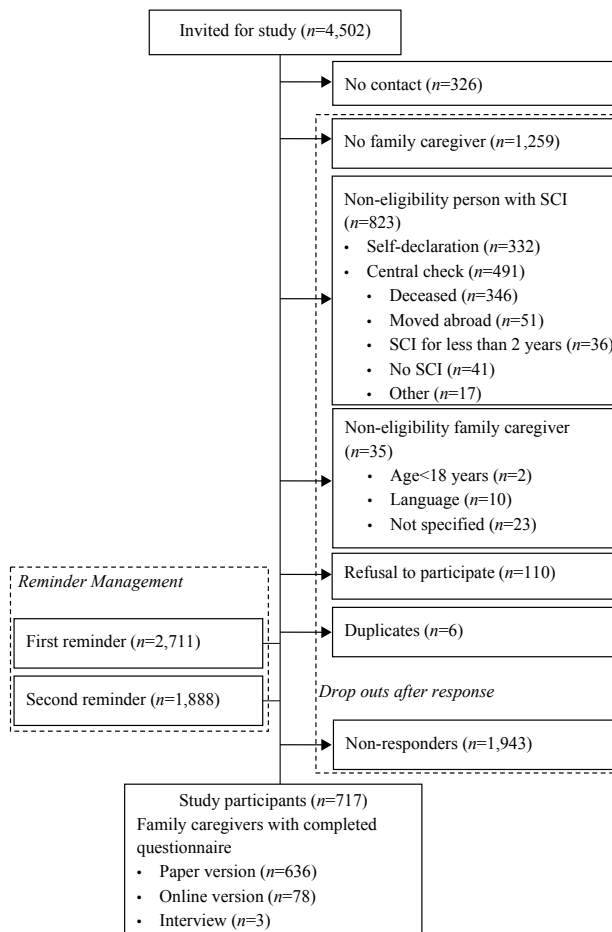 Invited for study (n=4,502)
No contact (n=326)
No family caregiver (n=1,259)
Non-eligibility person with SCI
(n=823)
• Self-declaration (n=332)
• Central check (n=491)
• Deceased (n=346)
• Moved abroad (n=51)
• SCI for less than 2 years (n=36)
• No SCI (n=41)
• Other (n=17)
Non-eligibility family caregiver
(n=35)
• Age<18 years (n=2)
• Language (n=10)
• Not specified (n=23)
Reminder Management
Refusal to participate (n=110)
First reminder (n=2,711)
Duplicates (n=6)
Second reminder (n=1,888)
Drop outs after response
Non-responders (n=1,943)
Study participants (n=717)
Family caregivers with completed
questionnaire
• Paper version (n=636)
• Online version (n=78)
• Interview (n=3)